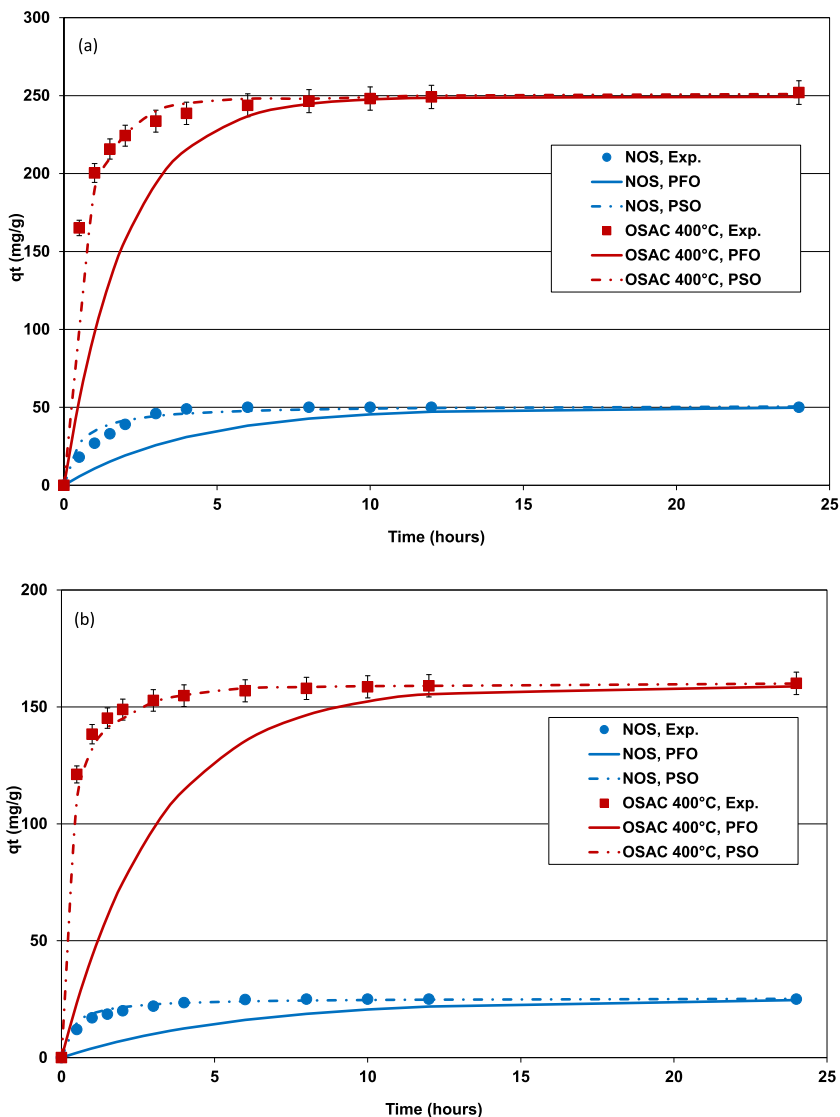 300
(a)
250
200
150
100
50
0
qt (mg/g)
NOS, Exp.
NOS, PFO
NOS, PSO
OSAC 400°C, Exp.
OSAC 400°C, PFO
OSAC 400°C, PSO
0 5 10 15 20 25
Time (hours)
200
(b)
150
100
50
0
qt (mg/g)
NOS, Exp.
NOS, PFO
NOS, PSO
OSAC 400°C, Exp.
OSAC 400°C, PFO
OSAC 400°C, PSO
0 5 10 15 20 25
Time (hours)